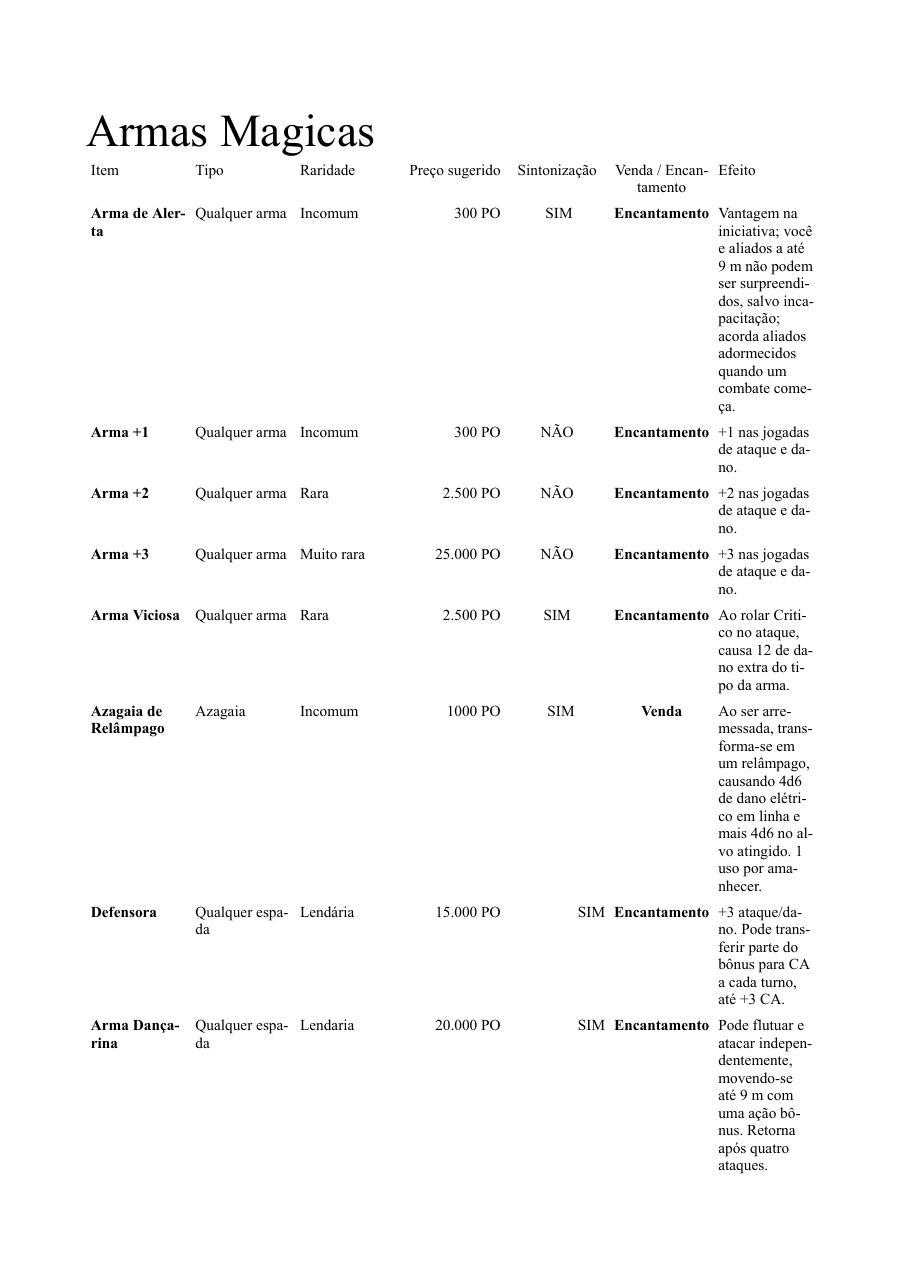 Armas Magicas
Item Tipo Raridade Preço sugerido Sintonização Venda / Encan- Efeito
tamento
Arma de Aler- Qualquer arma Incomum 300 PO SIM Encantamento Vantagem na
ta iniciativa; você
e aliados a até
9 m não podem
ser surpreendi-
dos, salvo inca-
pacitação;
acorda aliados
adormecidos
quando um
combate come-
ça.
Arma +1 Qualquer arma Incomum 300 PO NÃO Encantamento +1 nas jogadas
de ataque e da-
no.
Arma +2 Qualquer arma Rara 2.500 PO NÃO Encantamento +2 nas jogadas
de ataque e da-
no.
Arma +3 Qualquer arma Muito rara 25.000 PO NÃO Encantamento +3 nas jogadas
de ataque e da-
no.
Arma Viciosa Qualquer arma Rara 2.500 PO SIM Encantamento Ao rolar Criti-
co no ataque,
causa 12 de da-
no extra do ti-
po da arma.
Azagaia de Azagaia Incomum 1000 PO SIM Venda Ao ser arre-
Relâmpago messada, trans-
forma-se em
um relâmpago,
causando 4d6
de dano elétri-
co em linha e
mais 4d6 no al-
vo atingido. 1
uso por ama-
nhecer.
Defensora Qualquer espa- Lendária 15.000 PO SIM Encantamento +3 ataque/da-
da no. Pode trans-
ferir parte do
bônus para CA
a cada turno,
até +3 CA.
Arma Dança- Qualquer espa- Lendaria 20.000 PO SIM Encantamento Pode flutuar e
rina da atacar indepen-
dentemente,
movendo-se
até 9 m com
uma ação bô-
nus. Retorna
após quatro
ataques.